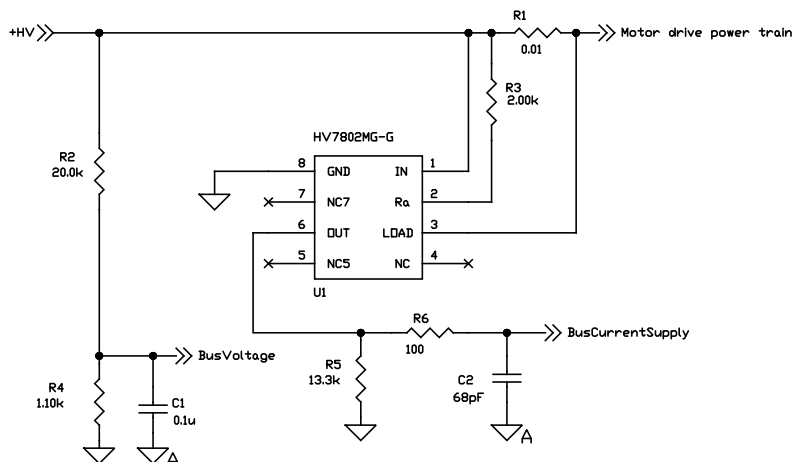 R1
+HV
Motor drive power train
0.01
R3
2.00k
HV7802MG-G
R2
20.0k
8 GND IN 1
7 NC7 Ra 2
6 OUT LOAD 3
5 NC5 NC 4
U1
R6
BusCurrentSupply
100
BusVoltage
R5
13.3k
C2
68pF
R4
1.10k
C1
0.1u
A
A